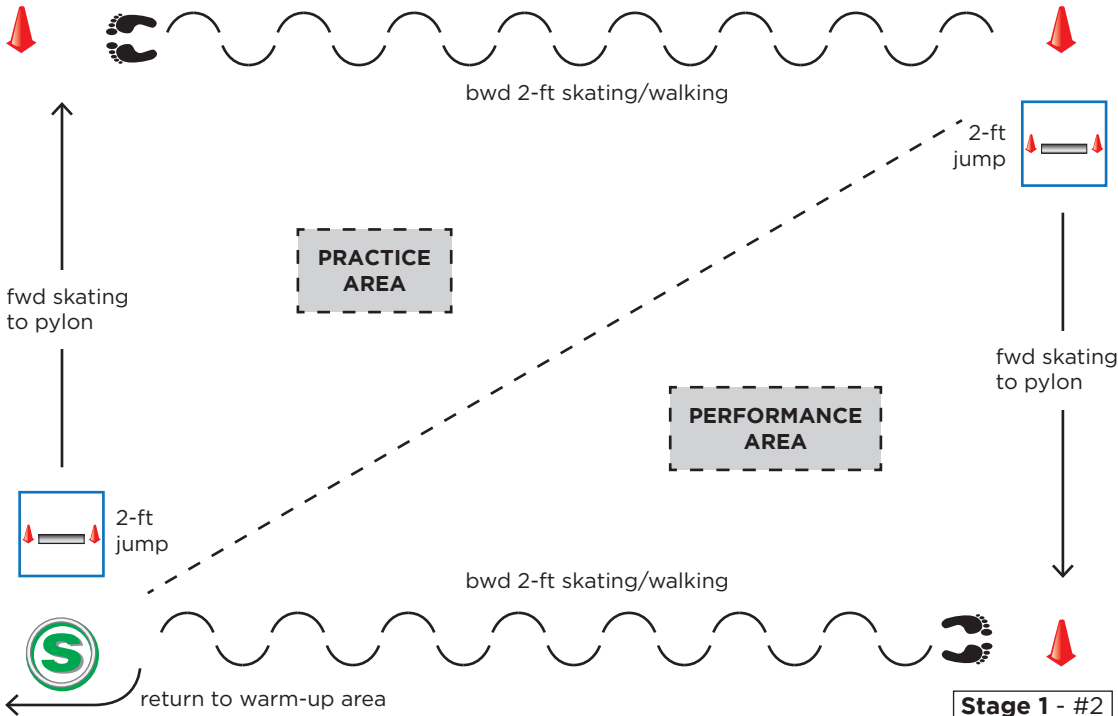 bwd 2-ft skating/walking
2-ft
jump
PRACTICE
AREA
fwd skating
to pylon
fwd skating
to pylon
PERFORMANCE
AREA
2-ft
jump
bwd 2-ft skating/walking
S
return to warm-up area
Stage 1 - #2